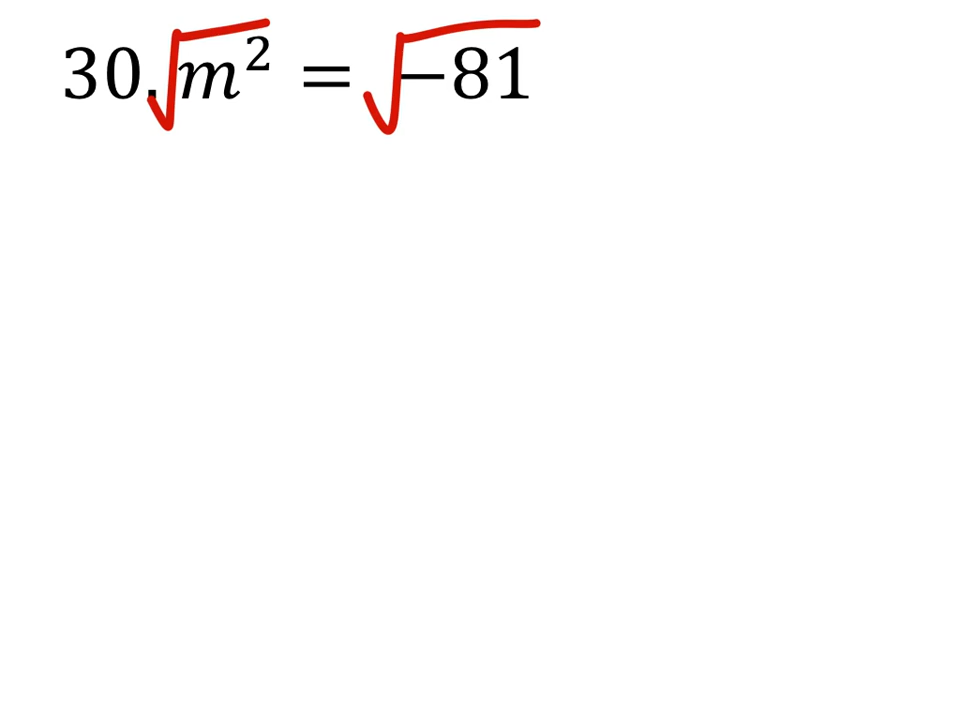 30. √m² = √−81